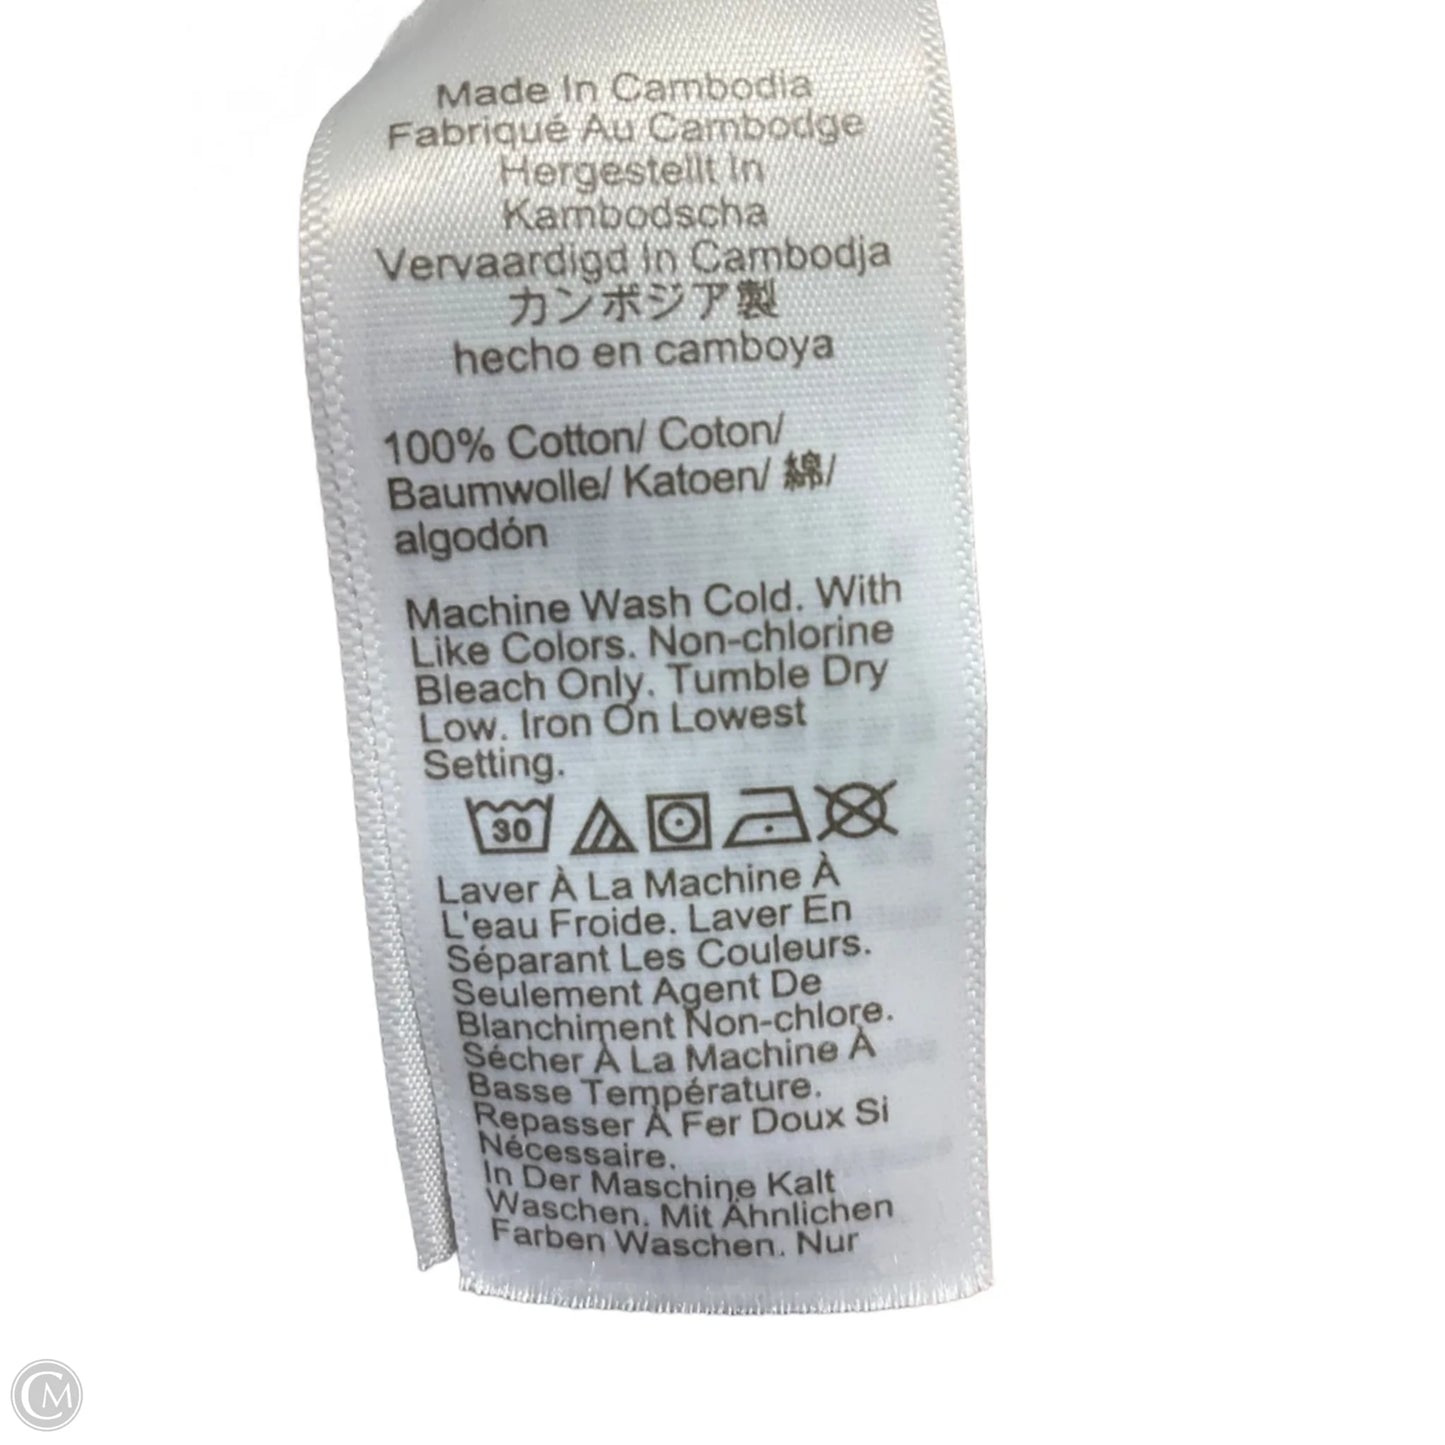 Made In Cambodia
Fabriqué Au Cambodge
Hergestellt In
Kambodscha
Vervaardigd In Cambodja
カンボジア製
hecho en camboya
100% Cotton/ Coton/
Baumwolle/ Katoen/ 綿/
algodón
Machine Wash Cold. With
Like Colors. Non-chlorine
Bleach Only. Tumble Dry
Low. Iron On Lowest
Setting.
30
Laver À La Machine À
L'eau Froide. Laver En
Séparant Les Couleurs.
Seulement Agent De
Blanchiment Non-chlore.
Sécher À La Machine À
Basse Température.
Repasser À Fer Doux Si
Nécessaire.
In Der Maschine Kalt
Waschen. Mit Ähnlichen
Farben Waschen. Nur
CM